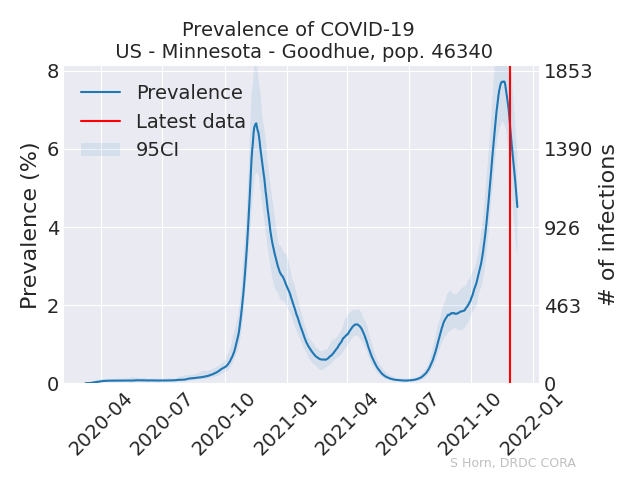 Prevalence of COVID-19
US - Minnesota - Goodhue, pop. 46340
Prevalence
Latest data
95CI
Prevalence (%)
8
6
4
2
0
1853
1390
926
463
0
# of infections
2020-04
2020-07
2020-10
2021-01
2021-04
2021-07
2021-10
2022-01
S Horn, DRDC CORA